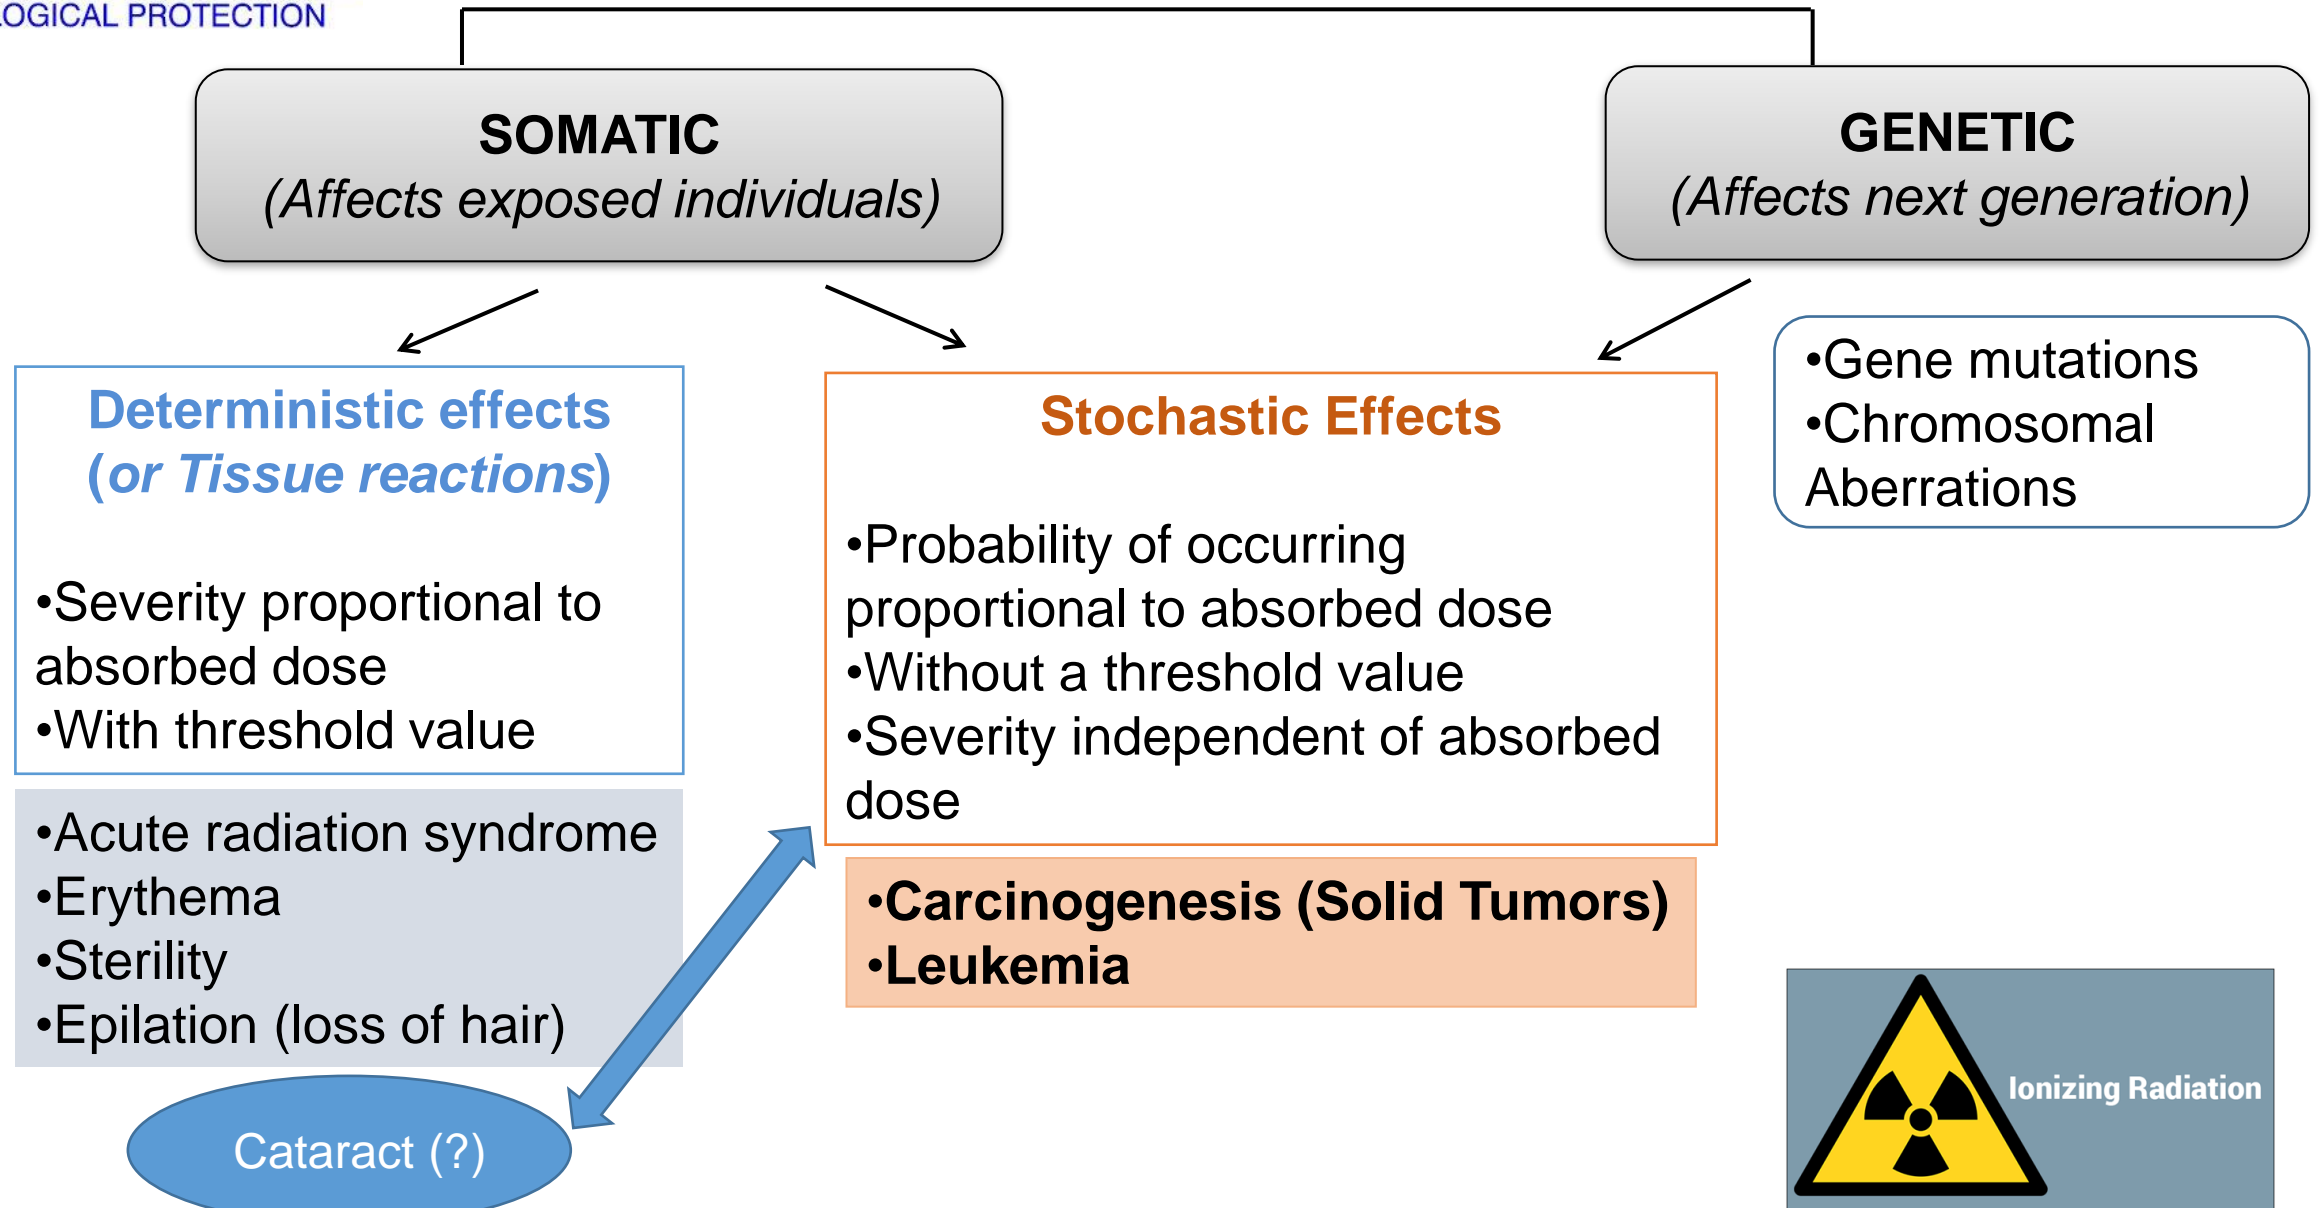 LOGICAL PROTECTION
SOMATIC
(Affects exposed individuals)
GENETIC
(Affects next generation)
Deterministic effects
(or Tissue reactions)
•Severity proportional to
absorbed dose
•With threshold value
•Acute radiation syndrome
•Erythema
•Sterility
•Epilation (loss of hair)
Cataract (?)
Stochastic Effects
•Probability of occurring
proportional to absorbed dose
•Without a threshold value
•Severity independent of absorbed
dose
•Carcinogenesis (Solid Tumors)
•Leukemia
•Gene mutations
•Chromosomal
Aberrations
Ionizing Radiation